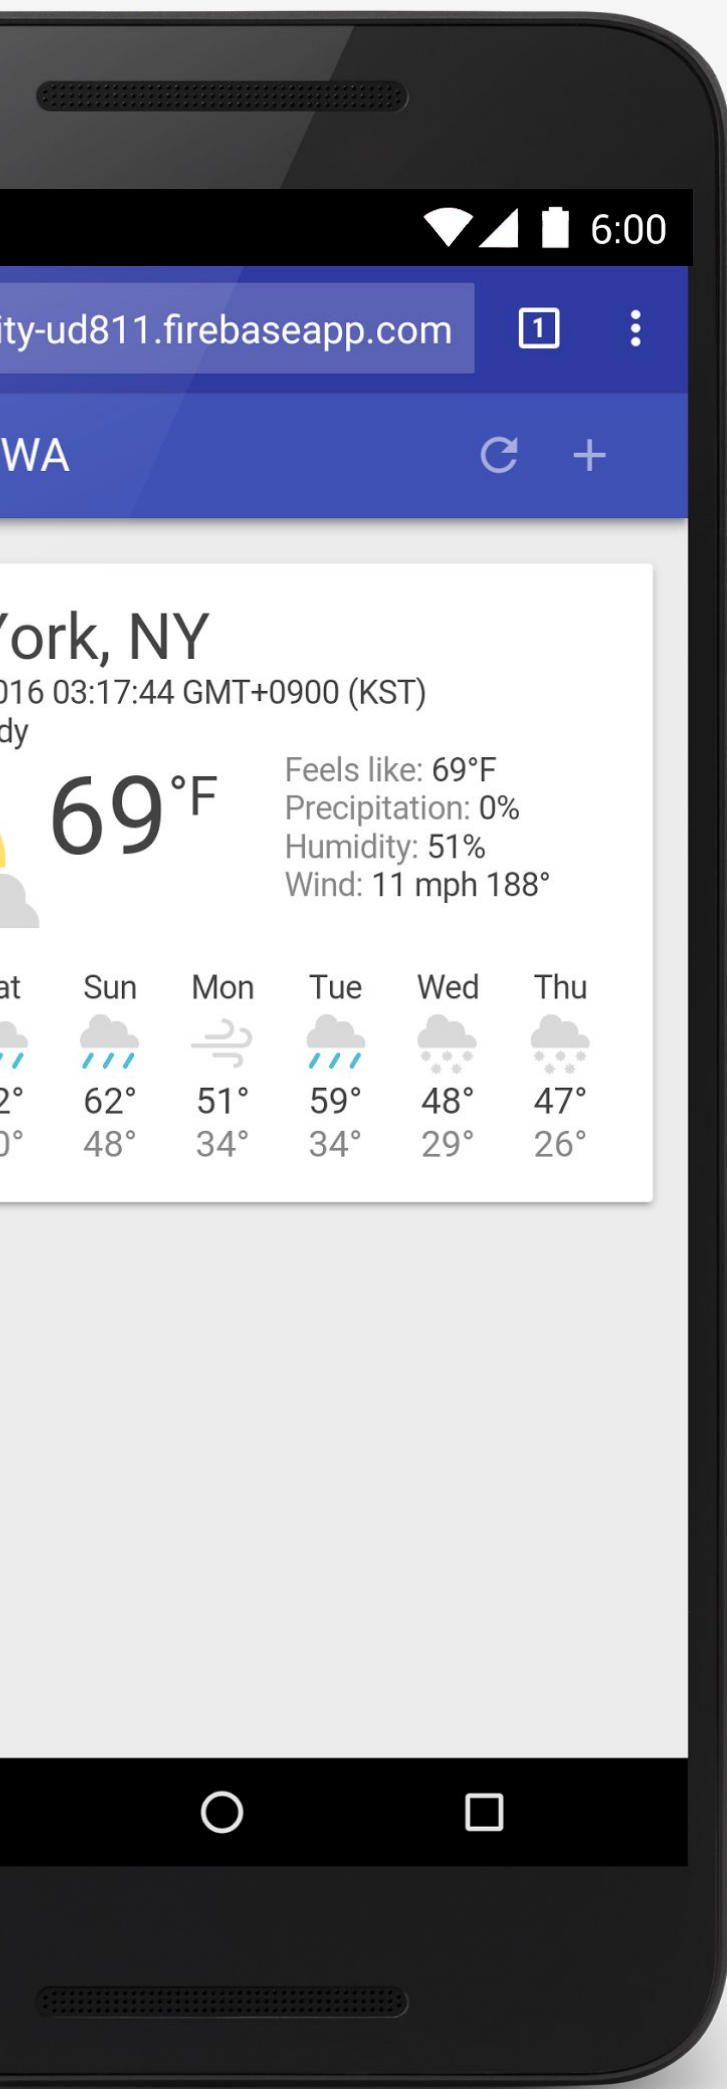 6:00
ity-ud811.firebaseapp.com
1
WA
York, NY
016 03:17:44 GMT+0900 (KST)
dy
69°F
Feels like: 69°F
Precipitation: 0%
Humidity: 51%
Wind: 11 mph 188°
at Sun Mon Tue Wed Thu
2° 62° 51° 59° 48° 47°
0° 48° 34° 34° 29° 26°